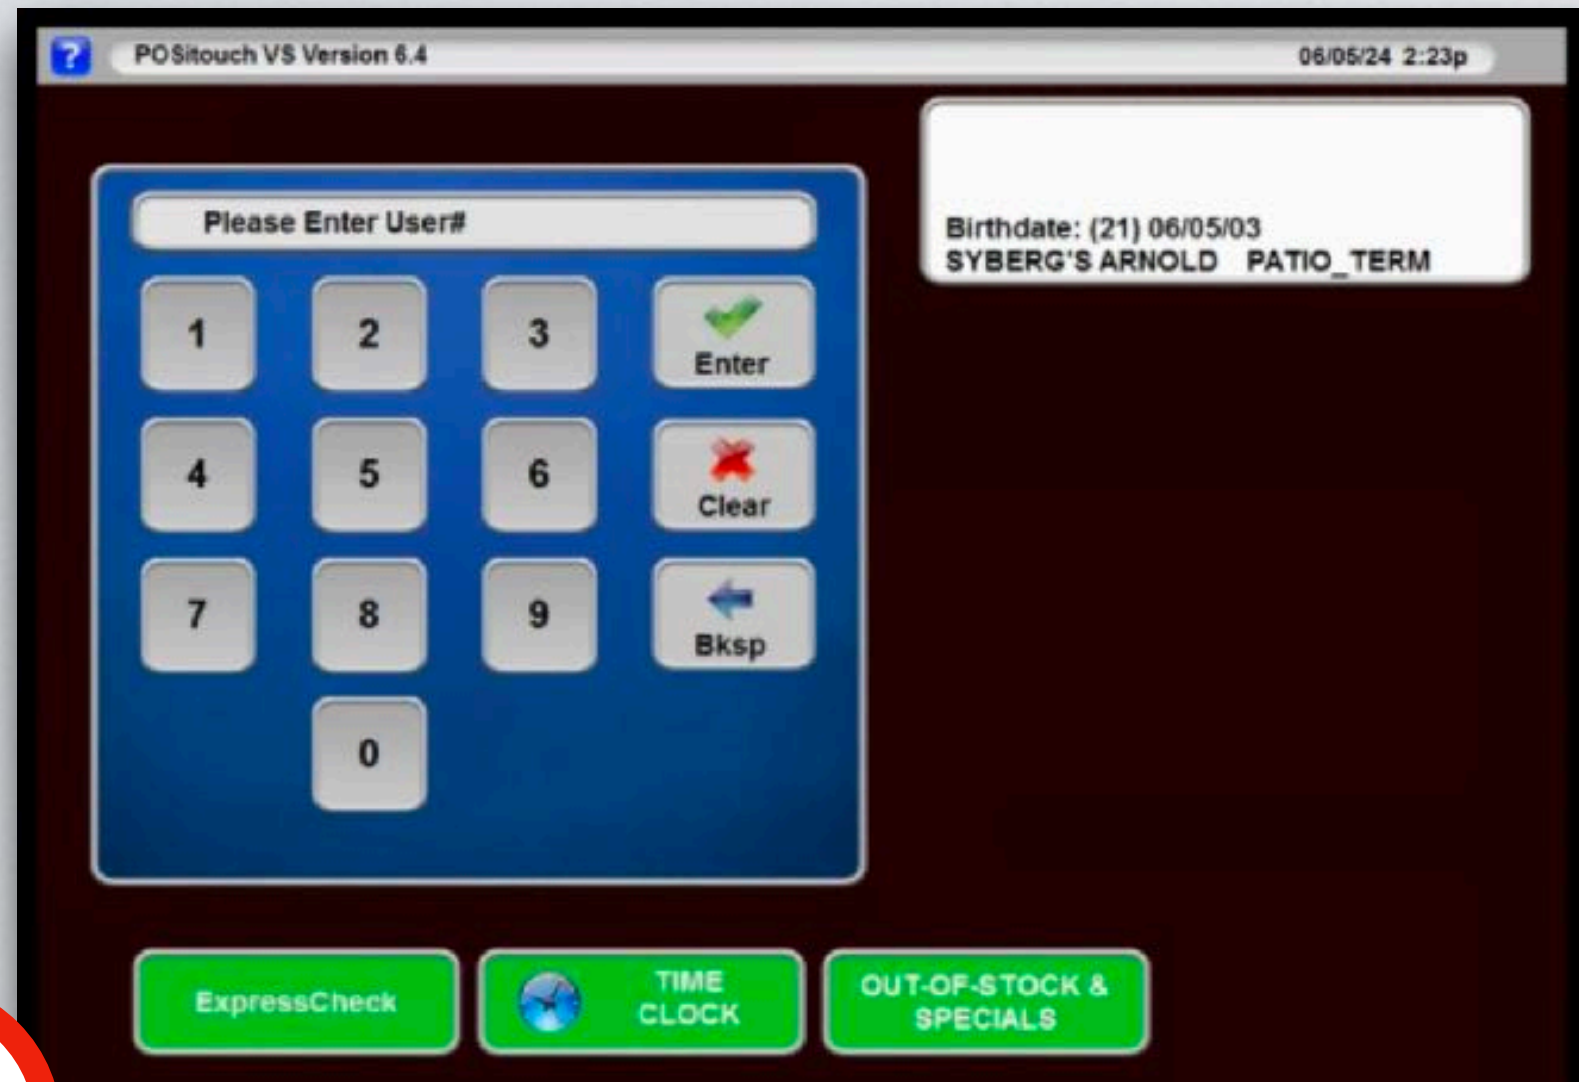 ?
POSitouch VS Version 6.4
06/05/24 2:23p
Please Enter User#
Birthdate: (21) 06/05/03
SYBERG'S ARNOLD PATIO_TERM
1 2 3 Enter
4 5 6 Clear
7 8 9 Bksp
0
ExpressCheck
TIME
CLOCK
OUT-OF-STOCK &
SPECIALS